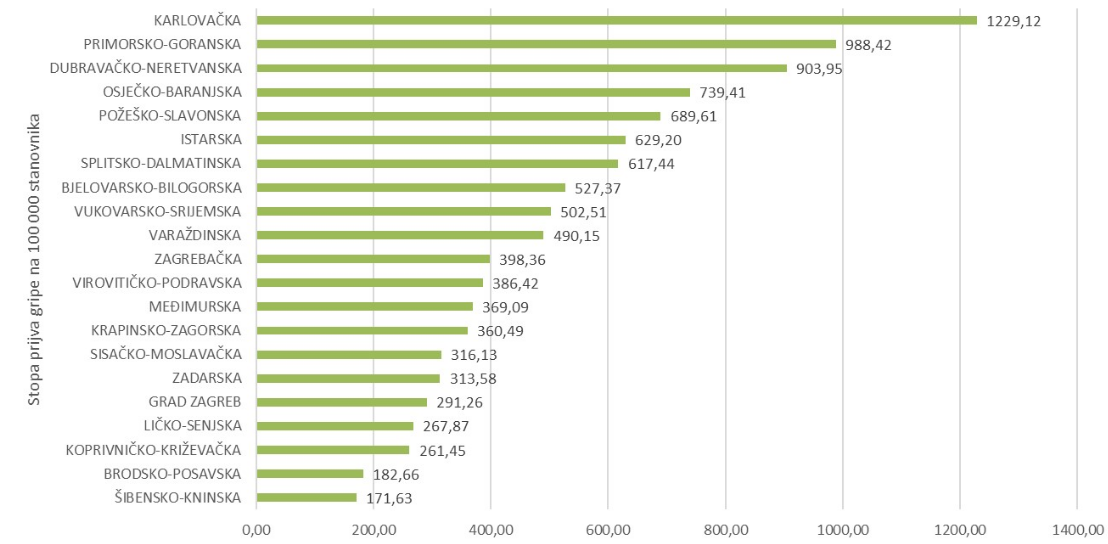 Stopa prijva gripe na 100 000 stanovnika
KARLOVAČKA 1229,12
PRIMORSKO-GORANSKA 988,42
DUBRAVAČKO-NERETVANSKA 903,95
OSJEČKO-BARANJSKA 739,41
POŽEŠKO-SLAVONSKA 689,61
ISTARSKA 629,20
SPLITSKO-DALMATINSKA 617,44
BJELOVARSKO-BILOGORSKA 527,37
VUKOVARSKO-SRIJEMSKA 502,51
VARAŽDINSKA 490,15
ZAGREBAČKA 398,36
VIROVITIČKO-PODRAVSKA 386,42
MEĐIMURSKA 369,09
KRAPINSKO-ZAGORSKA 360,49
SISAČKO-MOSLAVAČKA 316,13
ZADARSKA 313,58
GRAD ZAGREB 291,26
LIČKO-SENJSKA 267,87
KOPRIVNIČKO-KRIŽEVAČKA 261,45
BRODSKO-POSAVSKA 182,66
ŠIBENSKO-KNINSKA 171,63
0,00 200,00 400,00 600,00 800,00 1000,00 1200,00 1400,00